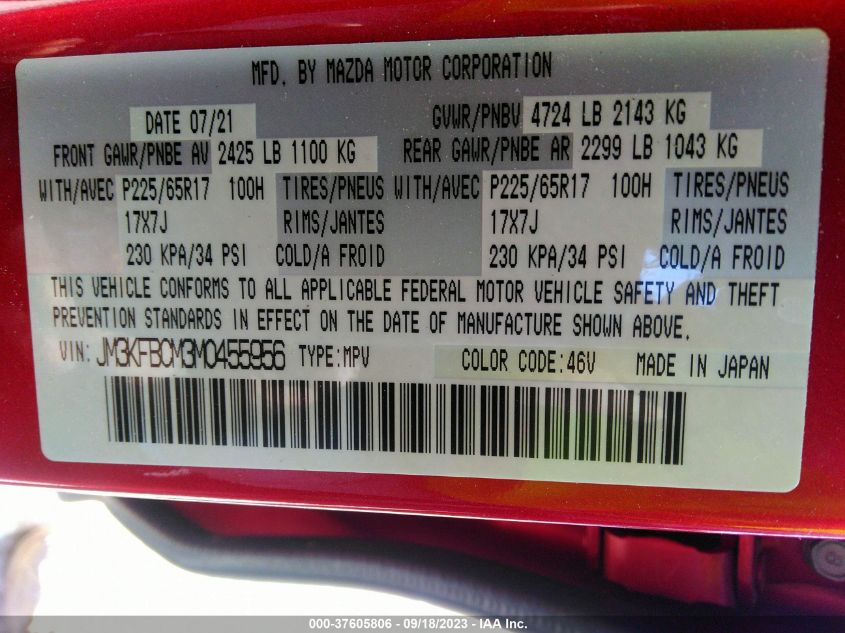 MFD. BY MAZDA MOTOR CORPORATION
DATE 07/21 GVWR/PNBV 4724 LB 2143 KG
FRONT GAWR/PNBE AV 2425 LB 1100 KG REAR GAWR/PNBE AR 2299 LB 1043 KG
WITH/AVEC P225/65R17 100H TIRES/PNEUS WITH/AVEC P225/65R17 100H TIRES/PNEUS
17X7J RIMS/JANTES 17X7J RIMS/JANTES
230 KPA/34 PSI COLD/A FROID 230 KPA/34 PSI COLD/A FROID
THIS VEHICLE CONFORMS TO ALL APPLICABLE FEDERAL MOTOR VEHICLE SAFETY AND THEFT
PREVENTION STANDARDS IN EFFECT ON THE DATE OF MANUFACTURE SHOWN ABOVE.
VIN: JM3KFBCM3M0455956 TYPE:MPV COLOR CODE:46V MADE IN JAPAN
000-37605806 - 09/18/2023 - IAA Inc.